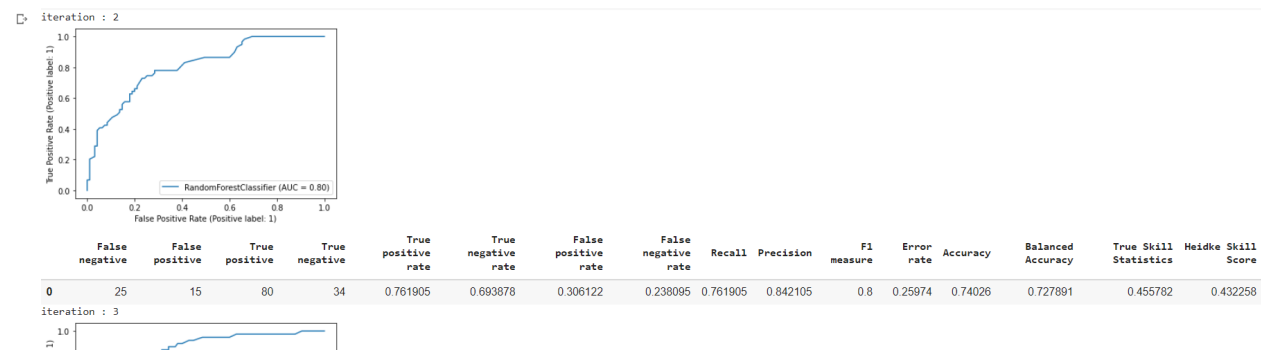 iteration : 2
1.0
0.8
0.6
0.4
0.2
0.0
True Positive Rate (Positive label: 1)
RandomForestClassifier (AUC = 0.80)
0.0 0.2 0.4 0.6 0.8 1.0
False Positive Rate (Positive label: 1)
False negative False positive True positive True negative True positive rate True negative rate False positive rate False negative rate Recall Precision F1 measure Error rate Accuracy Balanced Accuracy True Skill Statistics Heidke Skill Score
0 25 15 80 34 0.761905 0.693878 0.306122 0.238095 0.761905 0.842105 0.8 0.25974 0.74026 0.727891 0.455782 0.432258
iteration : 3
1.0
1)